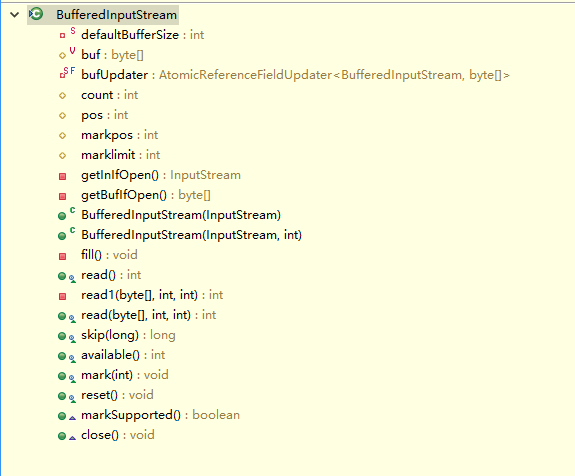 BufferedInputStream
defaultBufferSize : int
buf : byte[]
bufUpdater : AtomicReferenceFieldUpdater<BufferedInputStream, byte[]>
count : int
pos : int
markpos : int
marklimit : int
getInIfOpen() : InputStream
getBufIfOpen() : byte[]
BufferedInputStream(InputStream)
BufferedInputStream(InputStream, int)
fill() : void
read() : int
read1(byte[], int, int) : int
read(byte[], int, int) : int
skip(long) : long
available() : int
mark(int) : void
reset() : void
markSupported() : boolean
close() : void